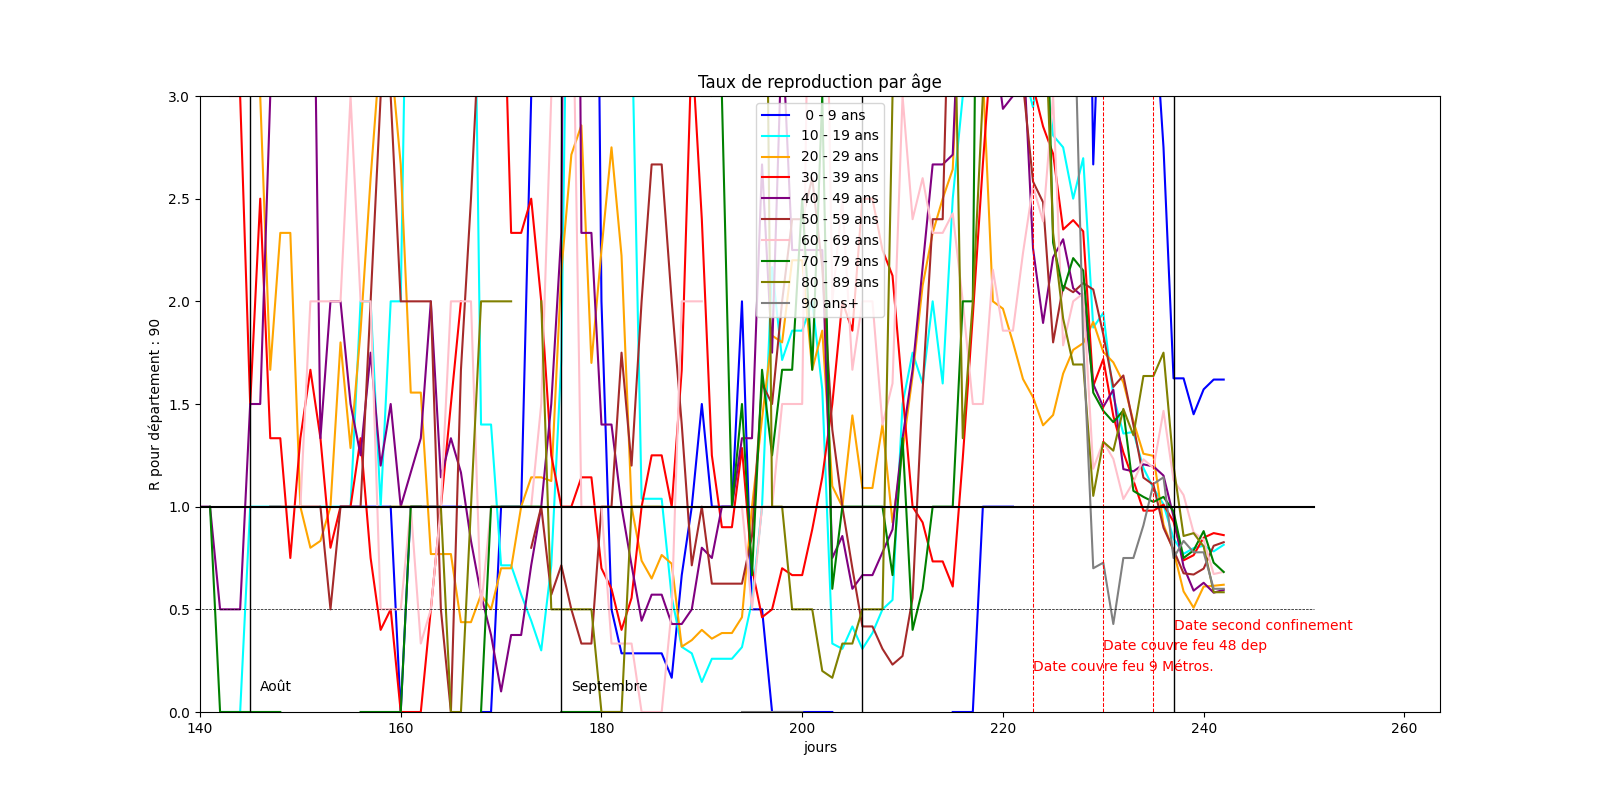 Taux de reproduction par âge
3.0
2.5
2.0
1.5
1.0
0.5
0.0
R pour département : 90
0 - 9 ans
10 - 19 ans
20 - 29 ans
30 - 39 ans
40 - 49 ans
50 - 59 ans
60 - 69 ans
70 - 79 ans
80 - 89 ans
90 ans+
Date second confinement
Date couvre feu 48 dep
Date couvre feu 9 Métros.
Août
Septembre
140
160
180
200
220
240
260
jours